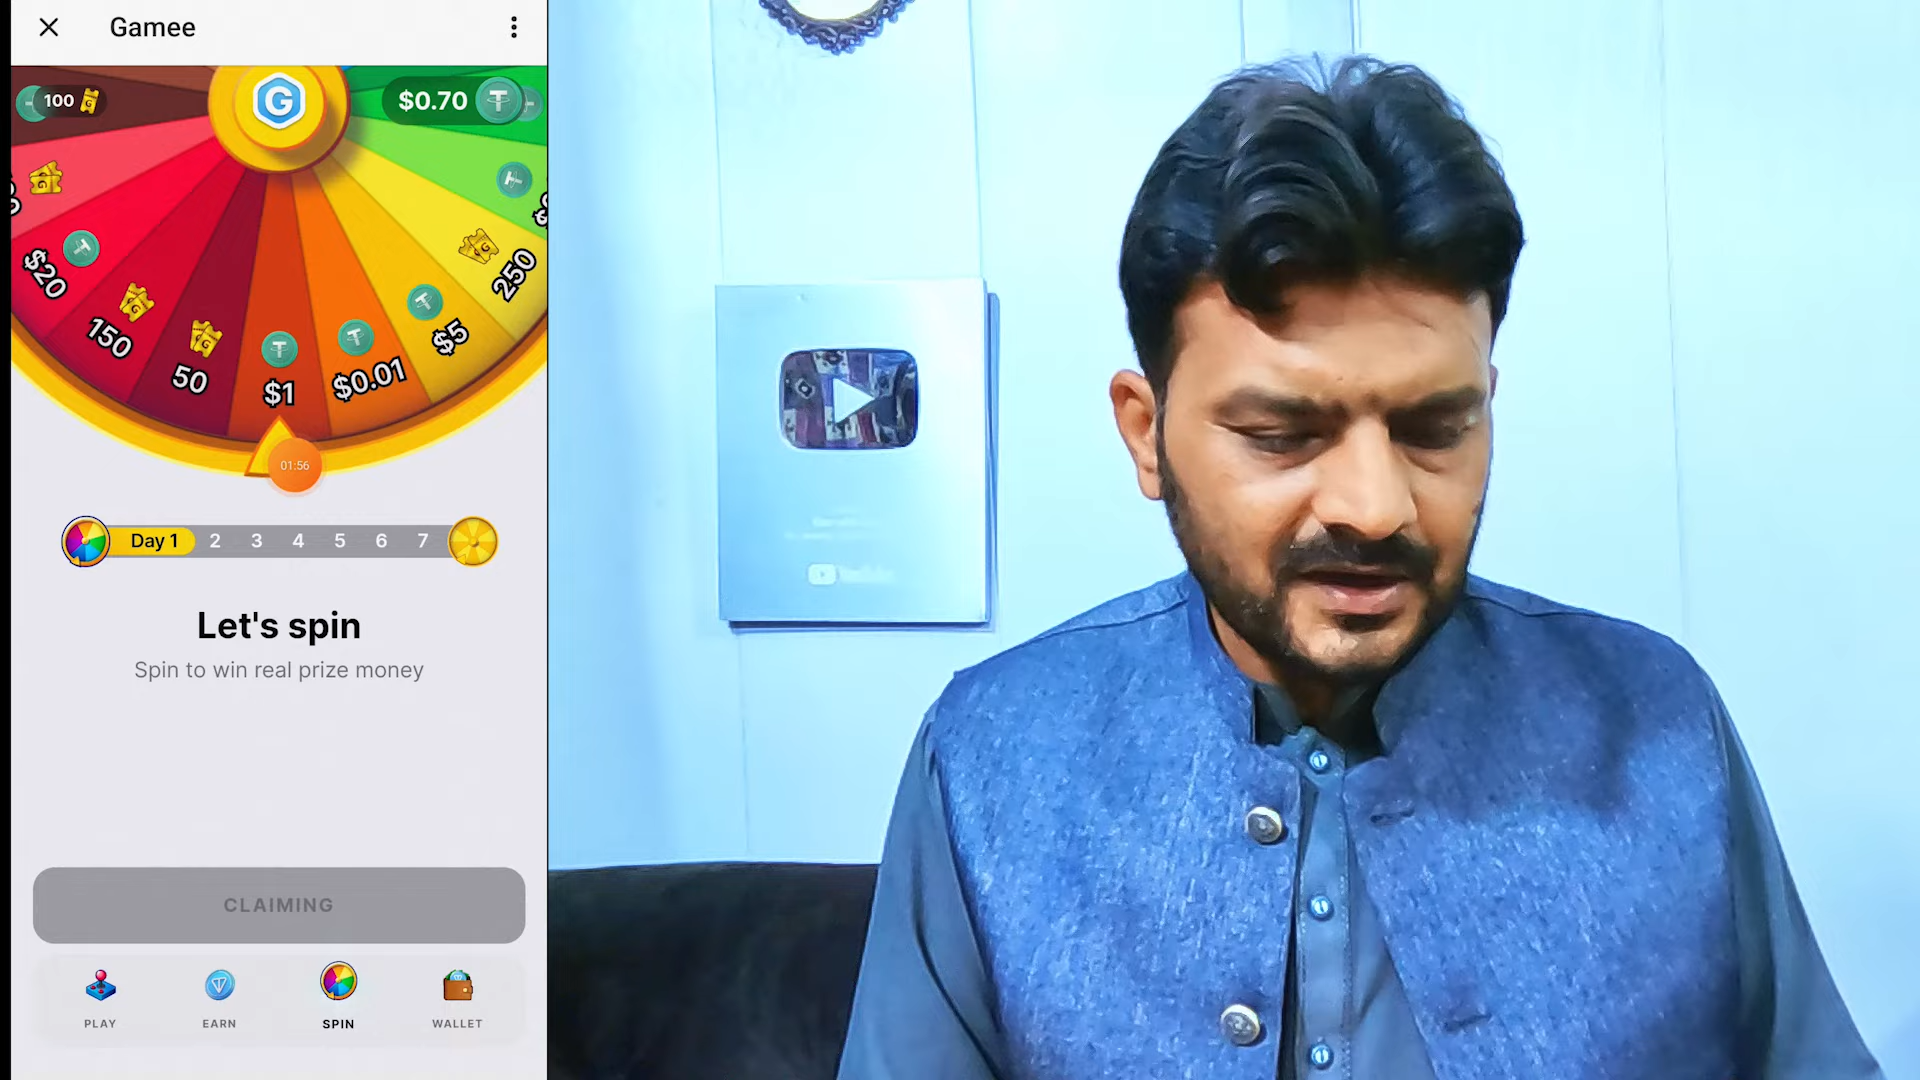 Gamee
100
$0.70
$20
150
50
$1
$0.01
$5
250
01:56
Day 1 2 3 4 5 6 7
Let's spin
Spin to win real prize money
CLAIMING
PLAY EARN SPIN WALLET